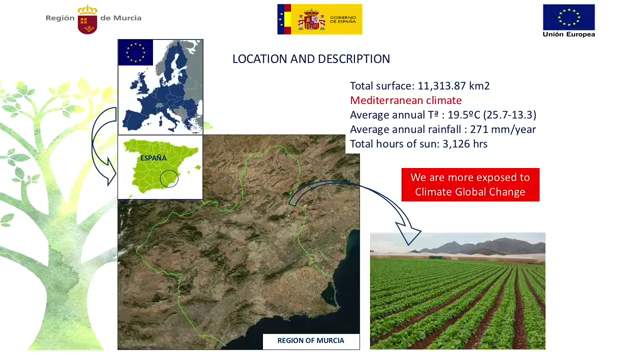 Región de Murcia
GOBIERNO
DE ESPAÑA
Unión Europea
LOCATION AND DESCRIPTION
Total surface: 11,313.87 km2
Mediterranean climate
Average annual Tª : 19.5ºC (25.7-13.3)
Average annual rainfall : 271 mm/year
Total hours of sun: 3,126 hrs
ESPAÑA
We are more exposed to
Climate Global Change
REGION OF MURCIA